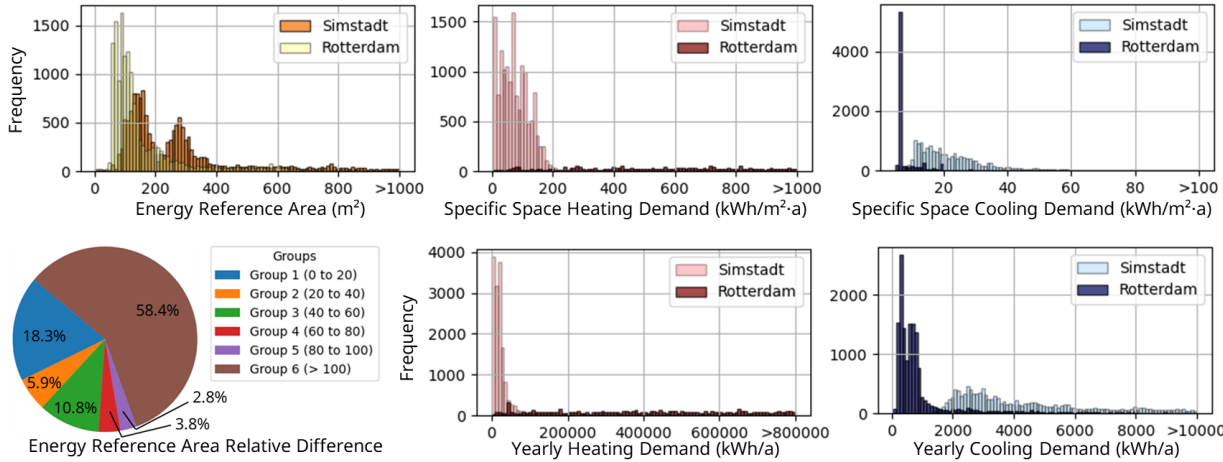 Frequency
1500
1000
500
0
Simstadt
Rotterdam
0 200 400 600 800 >1000
Energy Reference Area (m²)
1500
1000
500
0
Simstadt
Rotterdam
0 200 400 600 800 >1000
Specific Space Heating Demand (kWh/m²·a)
4000
2000
0
Simstadt
Rotterdam
20 40 60 80 >100
Specific Space Cooling Demand (kWh/m²·a)
58.4%
18.3%
5.9%
10.8%
3.8%
2.8%
Groups
Group 1 (0 to 20)
Group 2 (20 to 40)
Group 3 (40 to 60)
Group 4 (60 to 80)
Group 5 (80 to 100)
Group 6 (> 100)
Energy Reference Area Relative Difference
Frequency
4000
3000
2000
1000
0
Simstadt
Rotterdam
0 200000 400000 600000 >800000
Yearly Heating Demand (kWh/a)
2000
1000
0
Simstadt
Rotterdam
0 2000 4000 6000 8000 >10000
Yearly Cooling Demand (kWh/a)